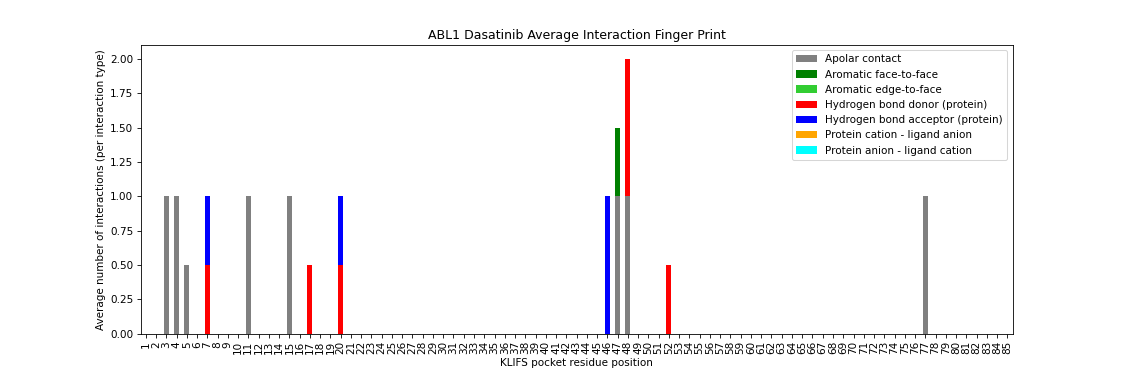 ABL1 Dasatinib Average Interaction Finger Print
Average number of interactions (per interaction type)
2.00
1.75
1.50
1.25
1.00
0.75
0.50
0.25
0.00
Apolar contact
Aromatic face-to-face
Aromatic edge-to-face
Hydrogen bond donor (protein)
Hydrogen bond acceptor (protein)
Protein cation - ligand anion
Protein anion - ligand cation
1 2 3 4 5 6 7 8 9 10 11 12 13 14 15 16 17 18 19 20 21 22 23 24 25 26 27 28 29 30 31 32 33 34 35 36 37 38 39 40 41 42 43 44 45 46 47 48 49 50 51 52 53 54 55 56 57 58 59 60 61 62 63 64 65 66 67 68 69 70 71 72 73 74 75 76 77 78 79 80 81 82 83 84 85
KLIFS pocket residue position